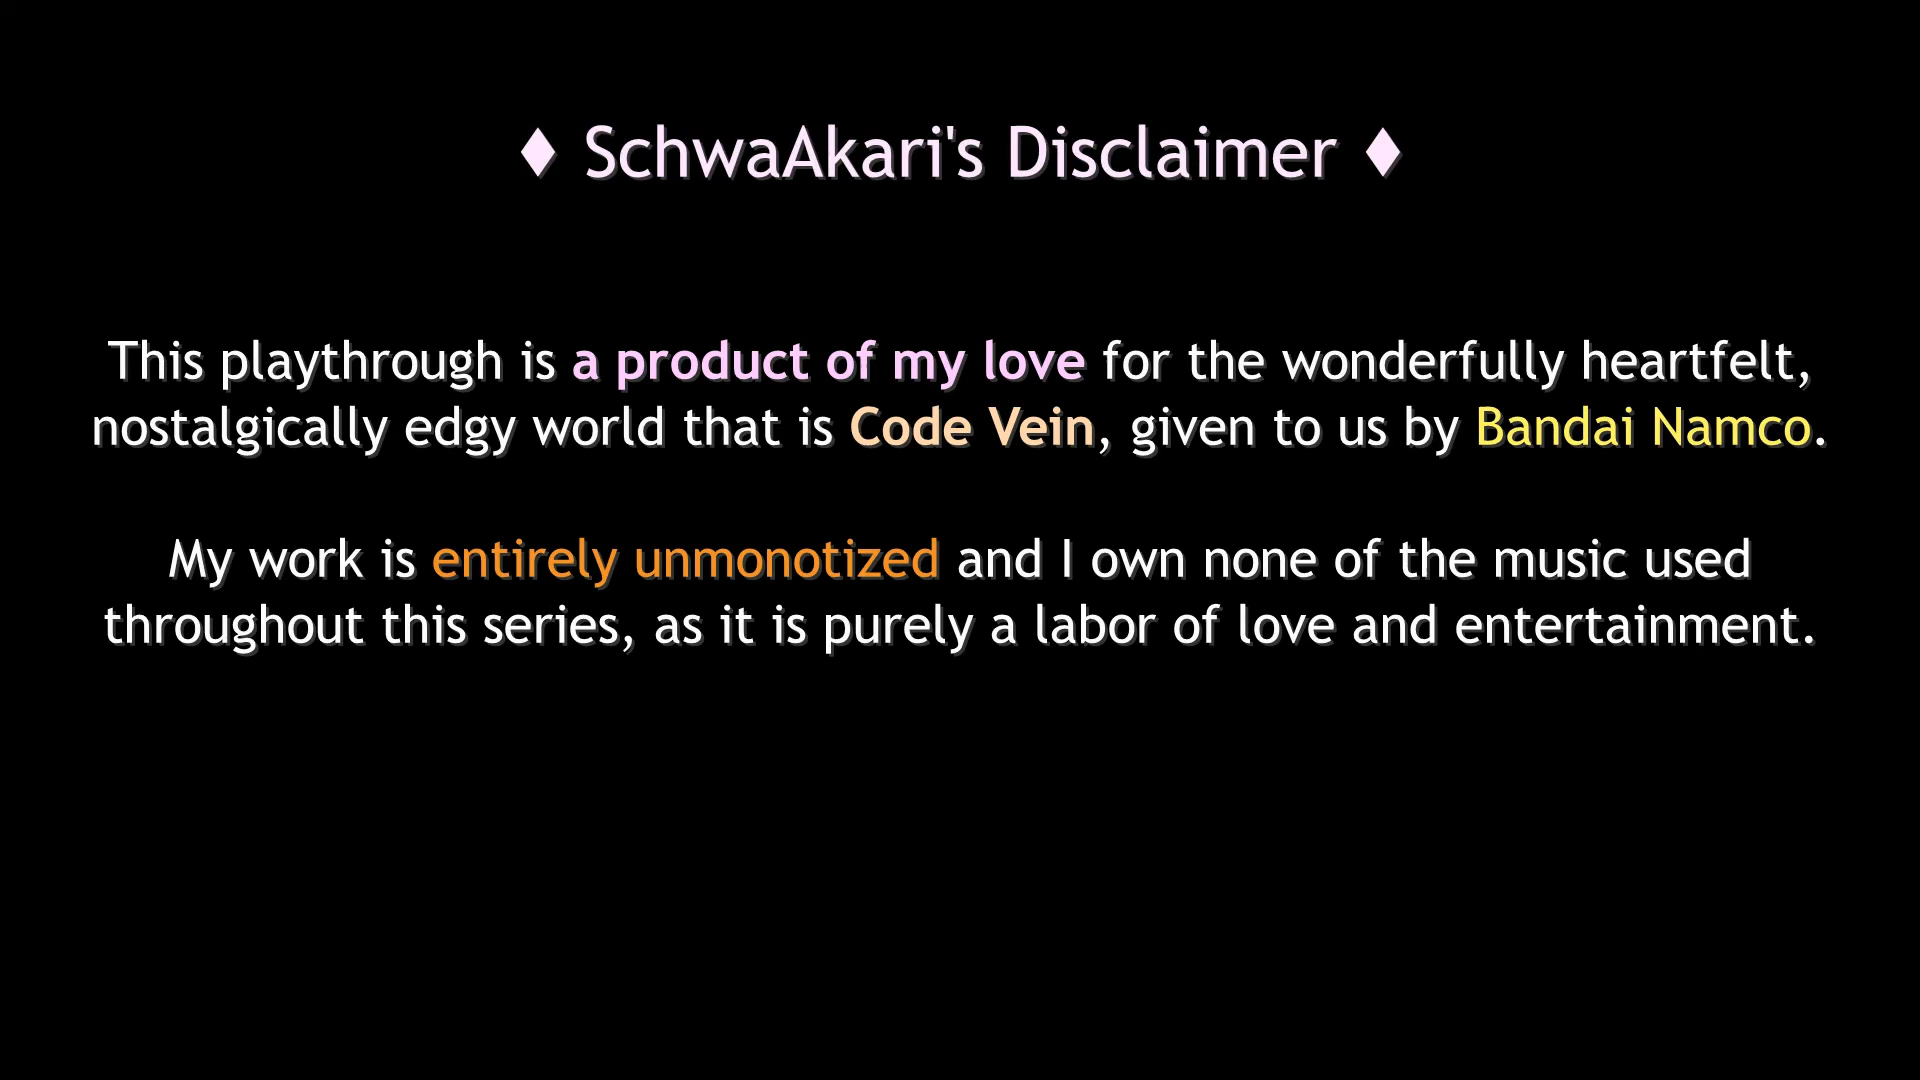 ♦ SchwaAkari's Disclaimer ♦
This playthrough is a product of my love for the wonderfully heartfelt,
nostalgically edgy world that is Code Vein, given to us by Bandai Namco.
My work is entirely unmonotized and I own none of the music used
throughout this series, as it is purely a labor of love and entertainment.